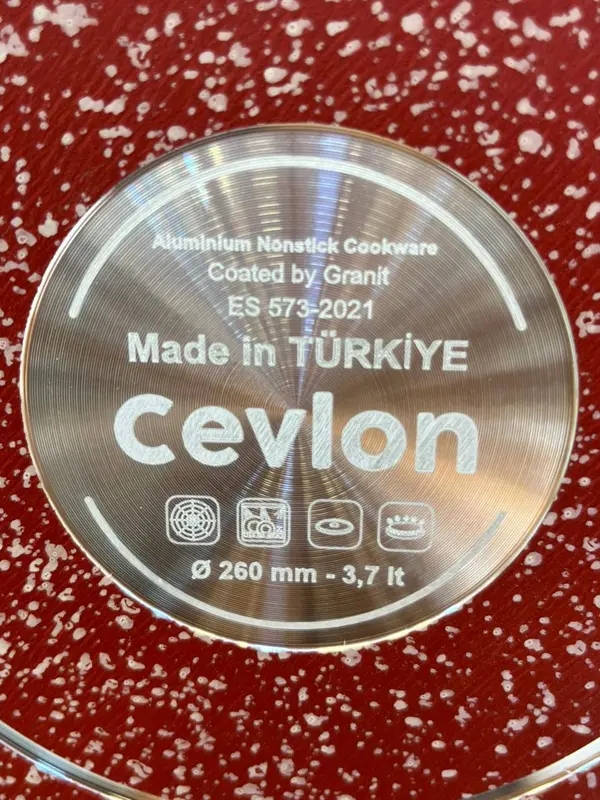 Aluminium Nonstick Cookware
Coated by Granit
ES 573-2021
Made in TÜRKİYE
Cevlon
Ø 260 mm - 3,7 lt